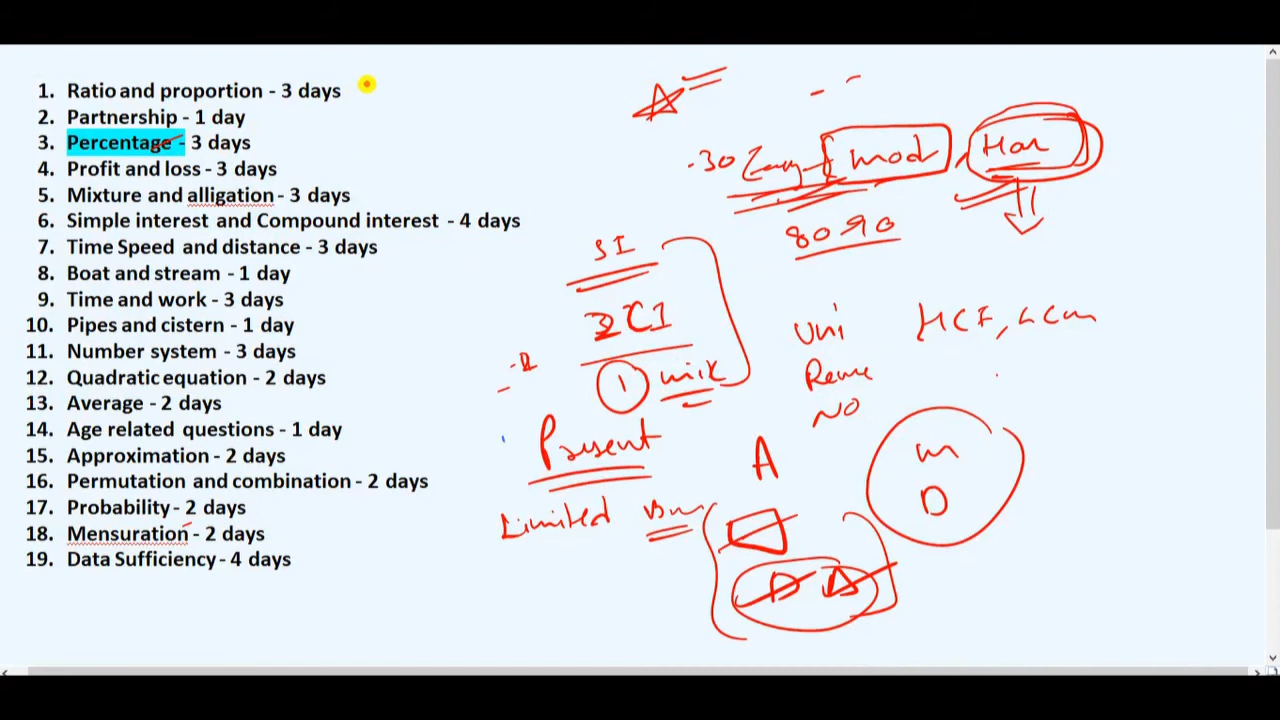 1. Ratio and proportion - 3 days
2. Partnership - 1 day
3. Percentage - 3 days
4. Profit and loss - 3 days
5. Mixture and alligation - 3 days
6. Simple interest and Compound interest - 4 days
7. Time Speed and distance - 3 days
8. Boat and stream - 1 day
9. Time and work - 3 days
10. Pipes and cistern - 1 day
11. Number system - 3 days
12. Quadratic equation - 2 days
13. Average - 2 days
14. Age related questions - 1 day
15. Approximation - 2 days
16. Permutation and combination - 2 days
17. Probability - 2 days
18. Mensuration - 2 days
19. Data Sufficiency - 4 days
30 mod
80 90
SI
2 CI
1 mix
Present
Limited
Uni HCF, LCM
NO
A
m
D
D